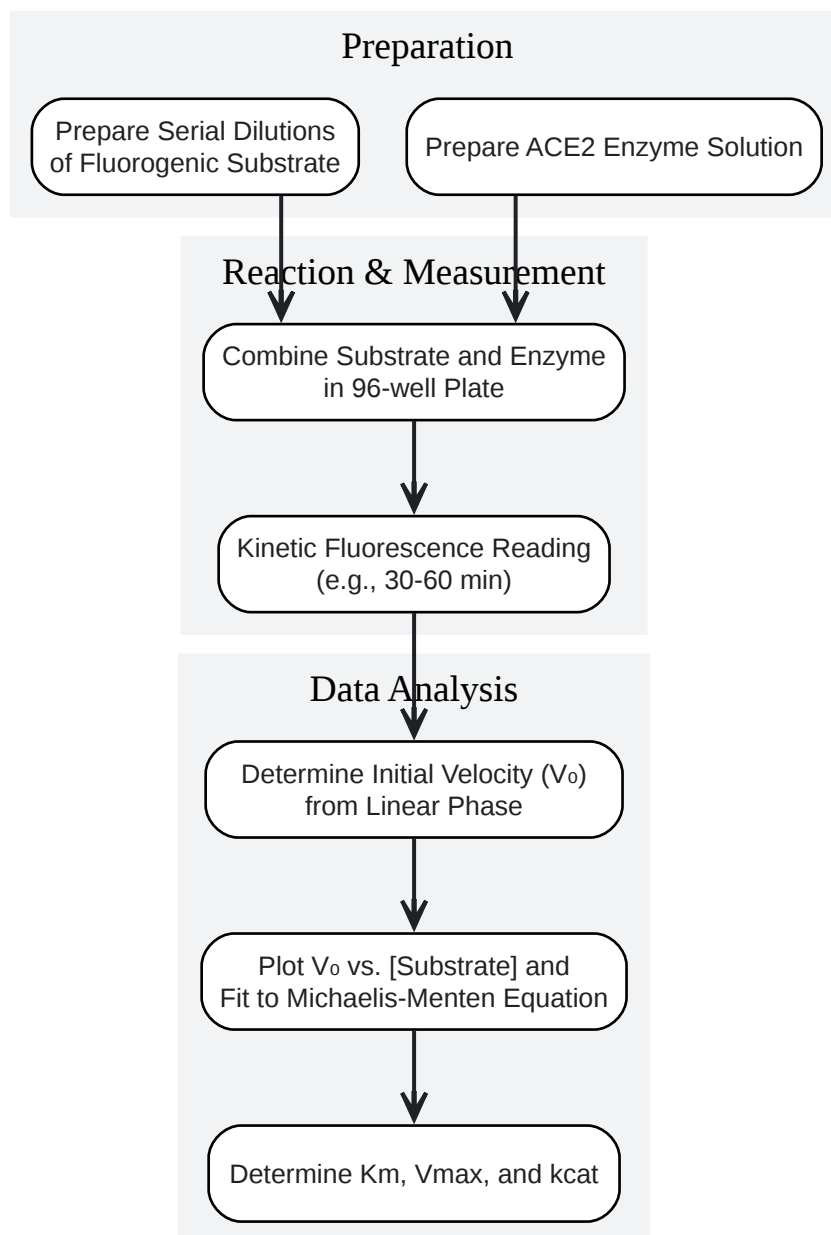 Preparation
Prepare Serial Dilutions
of Fluorogenic Substrate
Prepare ACE2 Enzyme Solution
Reaction & Measurement
Combine Substrate and Enzyme
in 96-well Plate
Kinetic Fluorescence Reading
(e.g., 30-60 min)
Data Analysis
Determine Initial Velocity (V₀)
from Linear Phase
Plot V₀ vs. [Substrate] and
Fit to Michaelis-Menten Equation
Determine Km, Vmax, and kcat